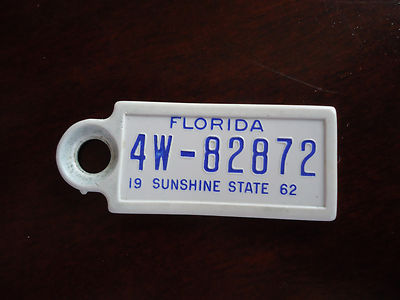 FLORIDA
4W-82872
19 SUNSHINE STATE 62